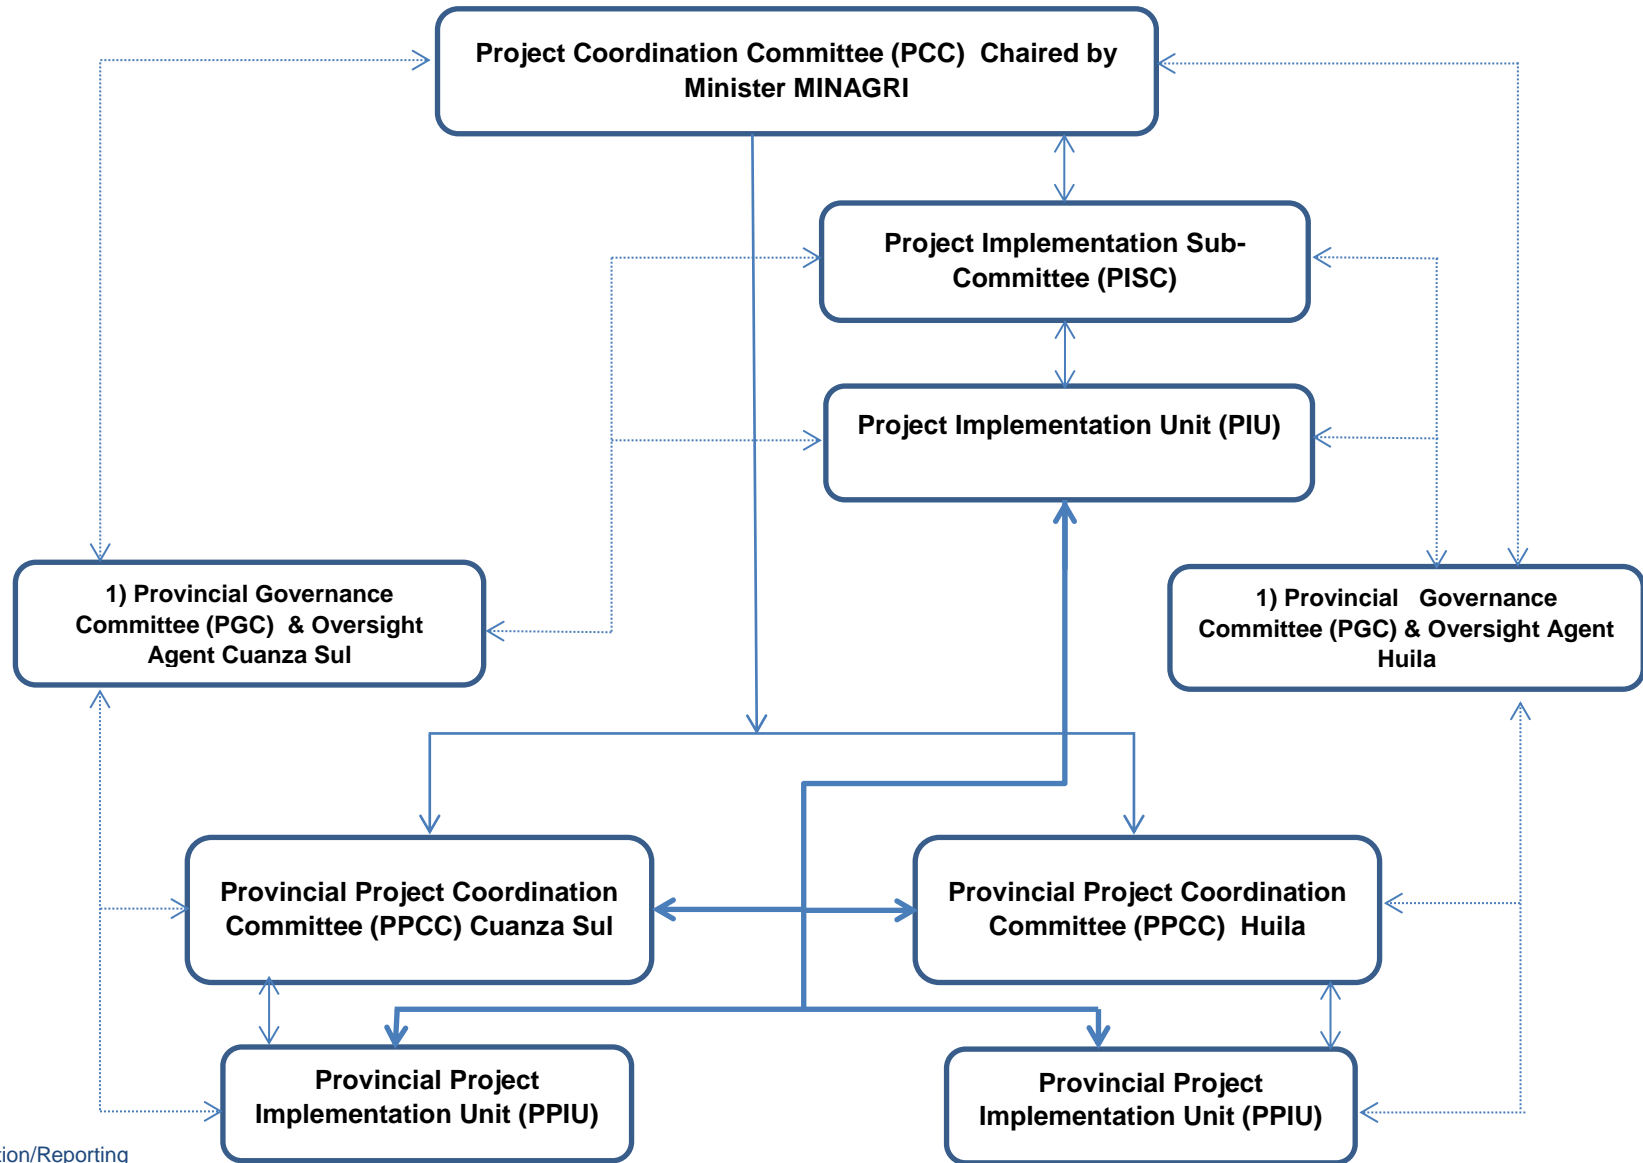 Project Coordination Committee (PCC)  Chaired by
Minister MINAGRI
Project Implementation Sub-
Committee (PISC)
Project Implementation Unit (PIU)
1) Provincial Governance
Committee (PGC)  & Oversight
Agent Cuanza Sul
1) Provincial   Governance
Committee (PGC) & Oversight Agent
Huila
Provincial Project Coordination
Committee (PPCC) Cuanza Sul
Provincial Project Coordination
Committee (PPCC)  Huila
Provincial Project
Implementation Unit (PPIU)
Provincial Project
Implementation Unit (PPIU)
tion/Reporting